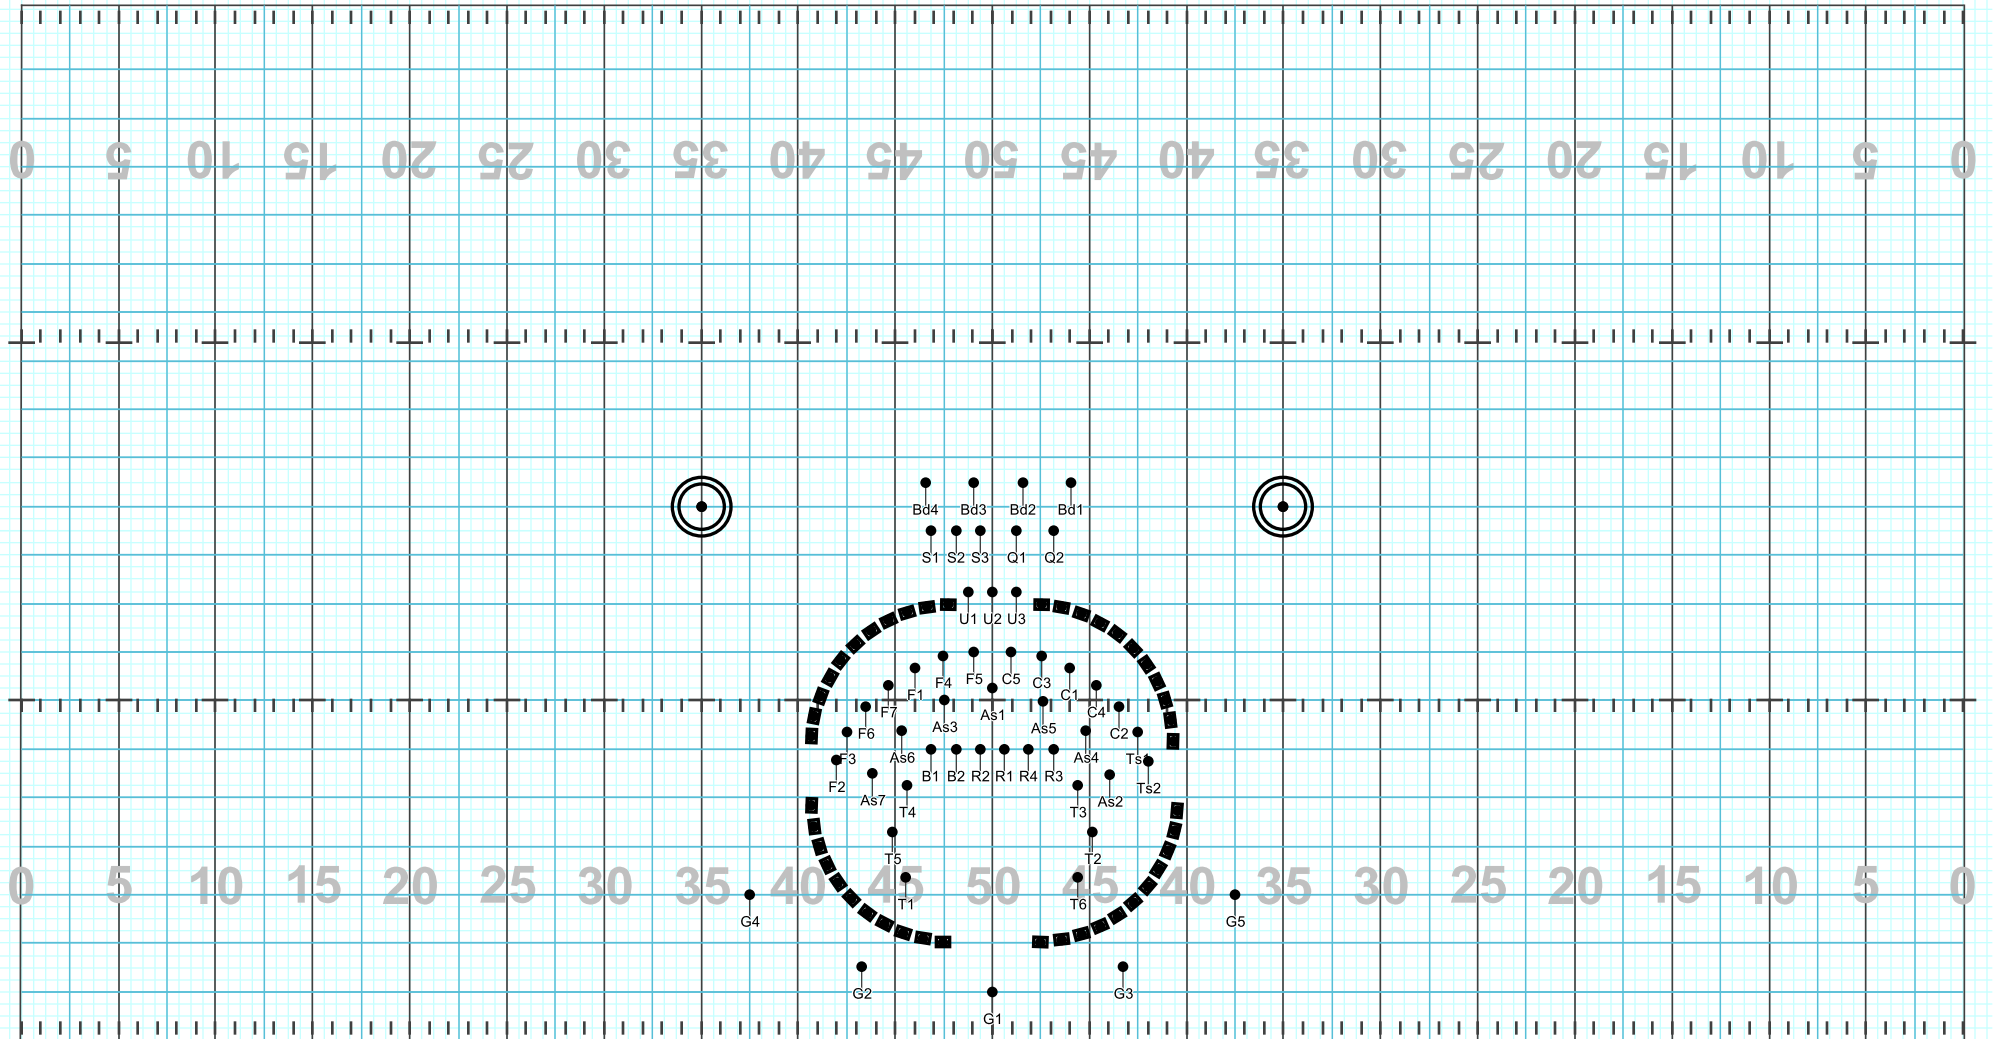 0 5 10 15 20 25 30 35 40 45 50 45 40 35 30 25 20 15 10 5 0
Bd4 Bd3 Bd2 Bd1
S1 S2 S3 Q1 Q2
U1 U2 U3
F5 C5
F4 C3
F1 C1
F7 As1 C4
As3 As5
F6 C2
F3 As6 As4 Ts1
B1 B2 R2 R1 R4 R3
F2 Ts2
As7 As2
T4 T3
T5 T2
0 5 10 15 20 25 30 35 40 45 50 45 40 35 30 25 20 15 10 5 0
T1 T6
G4 G5
G2 G3
G1